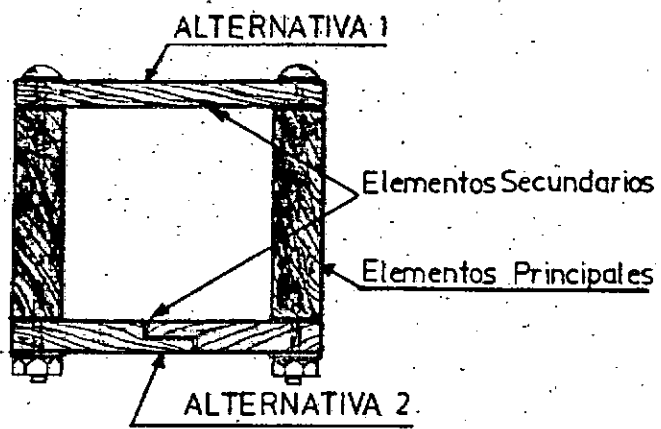 ALTERNATIVA 1
Elementos Secundarios
Elementos Principales
ALTERNATIVA 2